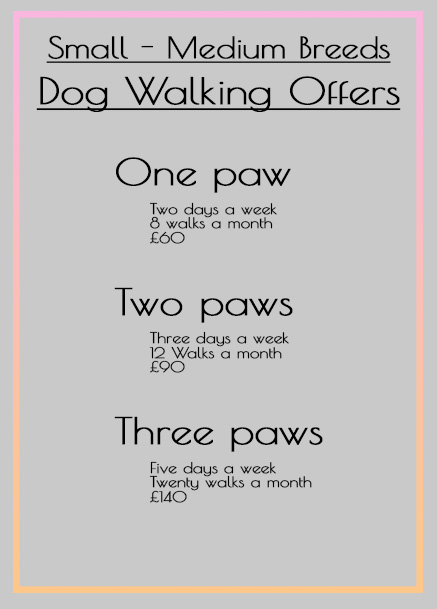 Small - Medium Breeds
Dog Walking Offers
One paw
Two days a week
8 walks a month
£60
Two paws
Three days a week
12 Walks a month
£90
Three paws
Five days a week
Twenty walks a month
£140